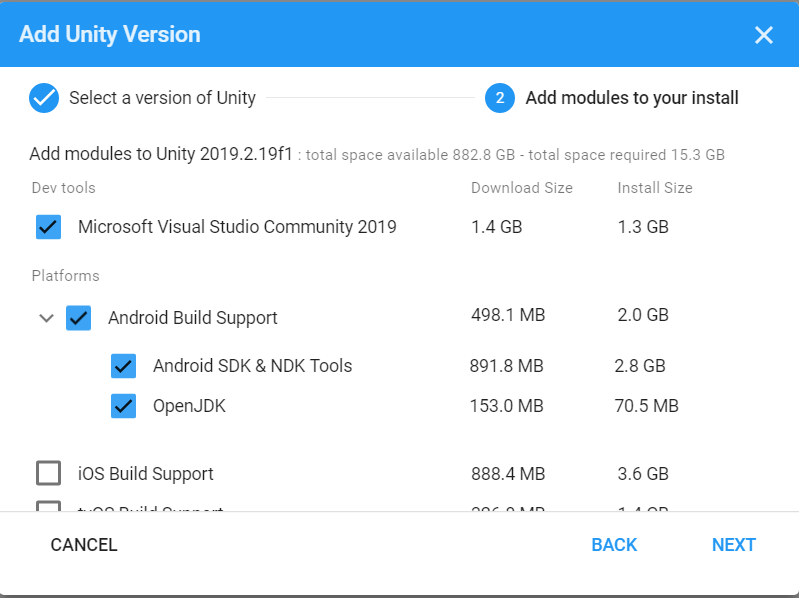 Add Unity Version
Select a version of Unity
2 Add modules to your install
Add modules to Unity 2019.2.19f1 : total space available 882.8 GB - total space required 15.3 GB
Dev tools Download Size Install Size
Microsoft Visual Studio Community 2019 1.4 GB 1.3 GB
Platforms
Android Build Support 498.1 MB 2.0 GB
Android SDK & NDK Tools 891.8 MB 2.8 GB
OpenJDK 153.0 MB 70.5 MB
iOS Build Support 888.4 MB 3.6 GB
tvOS Build Support
CANCEL BACK NEXT